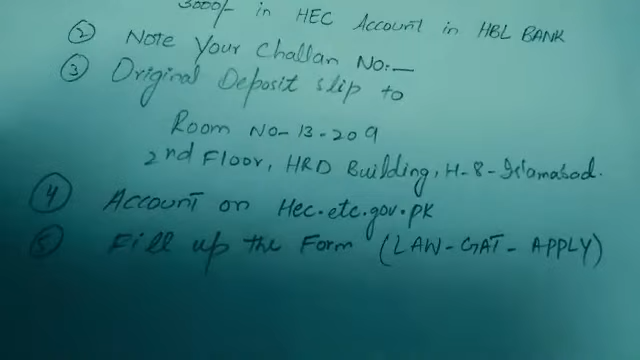 3000/- in HEC Account in HBL BANK
② Note Your Challan No:—
③ Original Deposit slip to
Room No-13-209
2nd Floor, HRD Building, H-8-Islamabad.
④ Account on Hec.etc.gov.pk
⑤ Fill up the Form (LAW-GAT-APPLY)